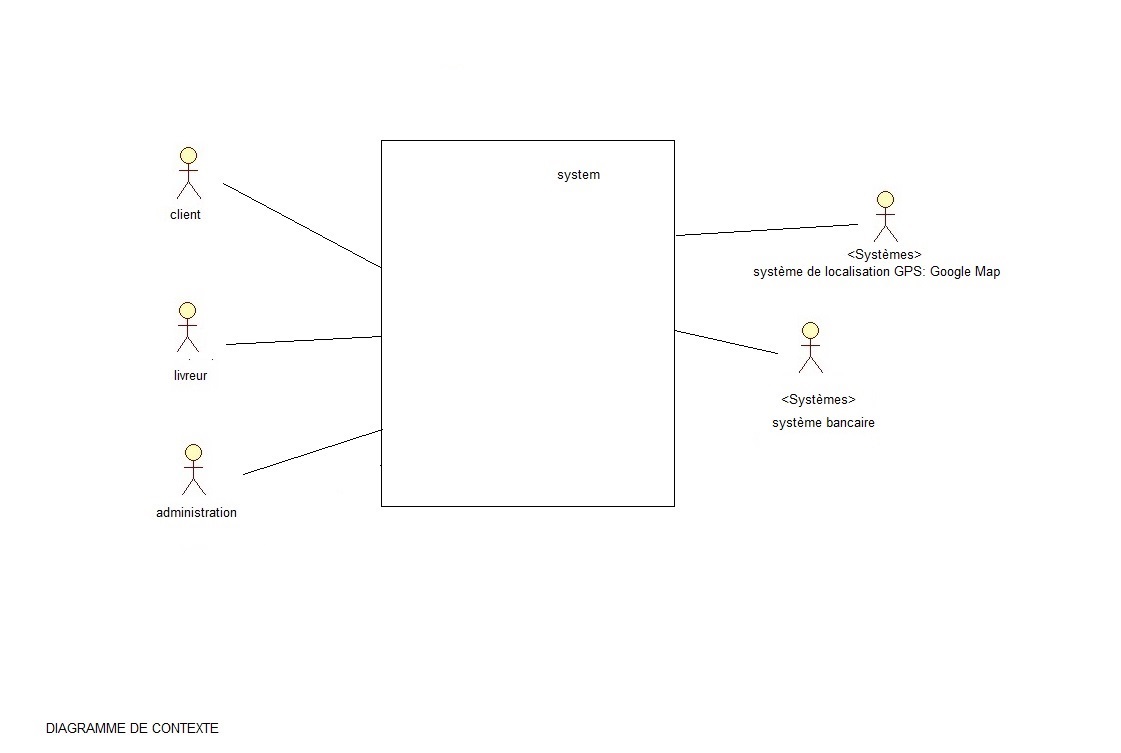 system
client
<Systèmes>
système de localisation GPS: Google Map
livreur
<Systèmes>
système bancaire
administration
DIAGRAMME DE CONTEXTE